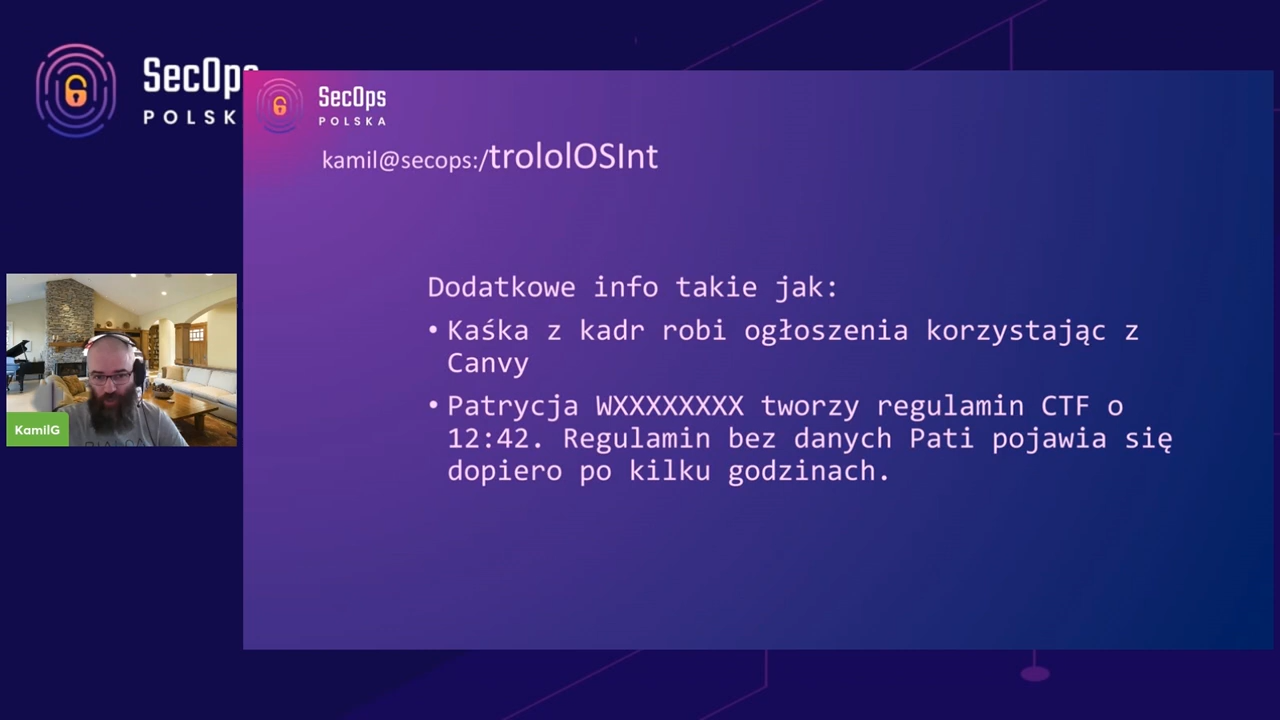 SecOps
POLSK
SecOps
POLSKA
kamil@secops:/trololOSInt
Dodatkowe info takie jak:
• Kaśka z kadr robi ogłoszenia korzystając z
Canvy
• Patrycja WXXXXXXXX tworzy regulamin CTF o
12:42. Regulamin bez danych Pati pojawia się
dopiero po kilku godzinach.
KamilG